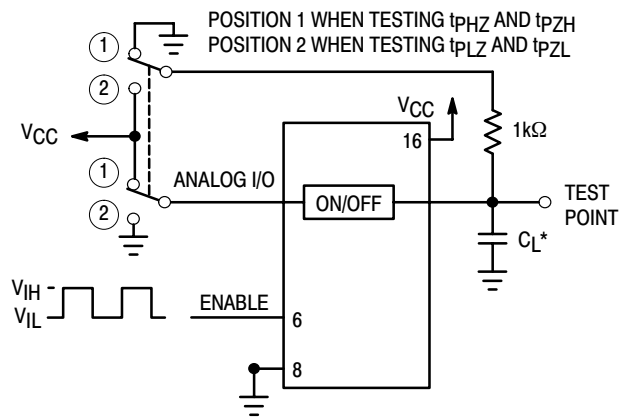 POSITION 1 WHEN TESTING tPHZ AND tPZH
POSITION 2 WHEN TESTING tPLZ AND tPZL
1
2
VCC
VCC
16
1kΩ
1
2
ANALOG I/O
ON/OFF
TEST
POINT
CL*
VIH
VIL
ENABLE
6
8